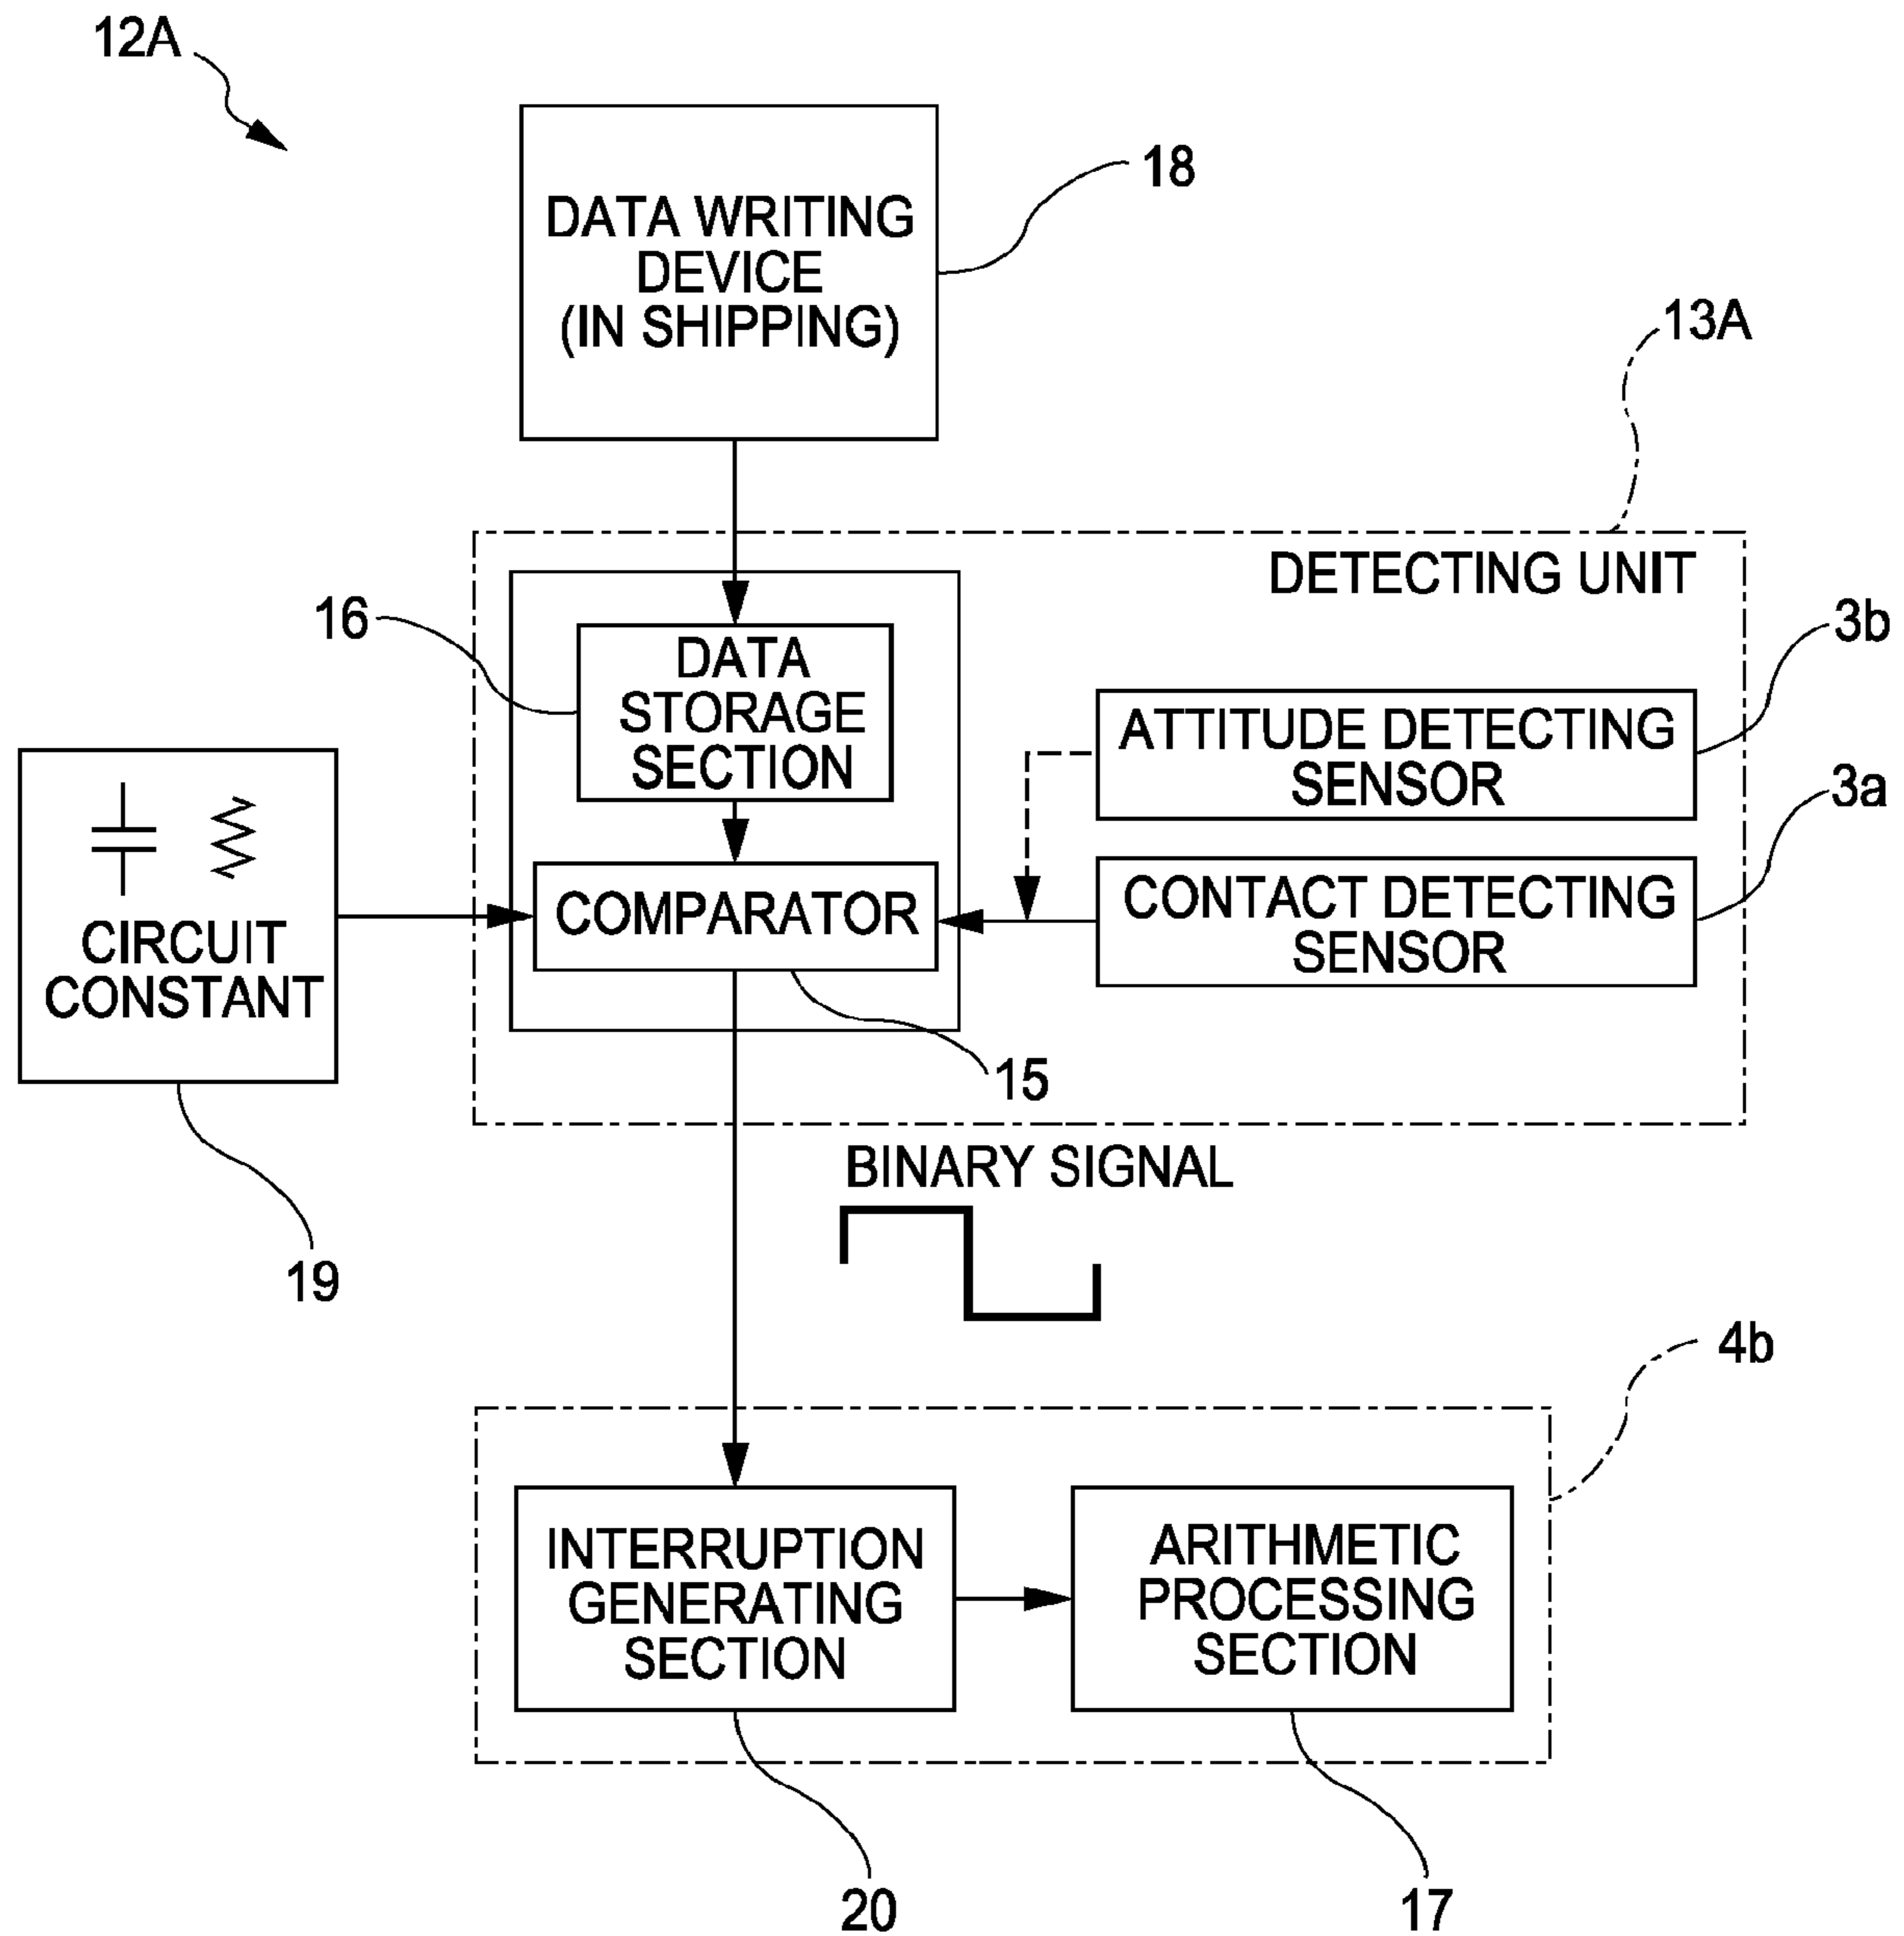 12A
DATA WRITING
DEVICE
(IN SHIPPING)
18
13A
DETECTING UNIT
16
DATA
STORAGE
SECTION
3b
ATTITUDE DETECTING
SENSOR
3a
CONTACT DETECTING
SENSOR
COMPARATOR
CIRCUIT
CONSTANT
15
19
BINARY SIGNAL
4b
INTERRUPTION
GENERATING
SECTION
ARITHMETIC
PROCESSING
SECTION
20
17